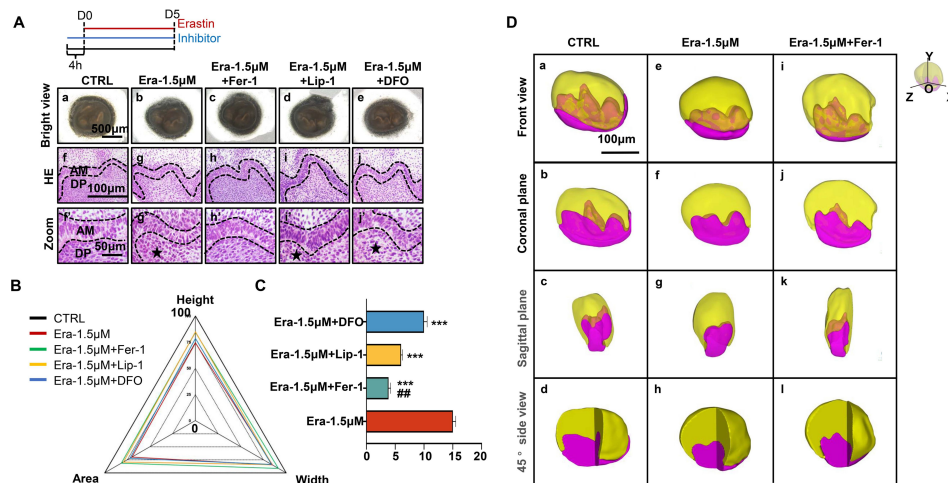 A
D0
D5
Erastin
Inhibitor
4h
CTRL
Era-1.5μM
Era-1.5μM
+Fer-1
Era-1.5μM
+Lip-1
Era-1.5μM
+DFO
Bright view
a
b
c
d
e
500μm
HE
f
g
h
i
j
AM
DP
100μm
Zoom
f'
g'
h'
i'
j'
AM
DP
50μm
★
★
★
B
CTRL
Era-1.5μM
Era-1.5μM+Fer-1
Era-1.5μM+Lip-1
Era-1.5μM+DFO
Height
100
0
Area
Width
C
Era-1.5μM+DFO
***
Era-1.5μM+Lip-1
***
Era-1.5μM+Fer-1
***
##
Era-1.5μM
0 5 10 15 20
D
CTRL
Era-1.5μM
Era-1.5μM+Fer-1
Y
O
Z
Front view
a
e
i
100μm
Coronal plane
b
f
j
Sagittal plane
c
g
k
45° side view
d
h
l